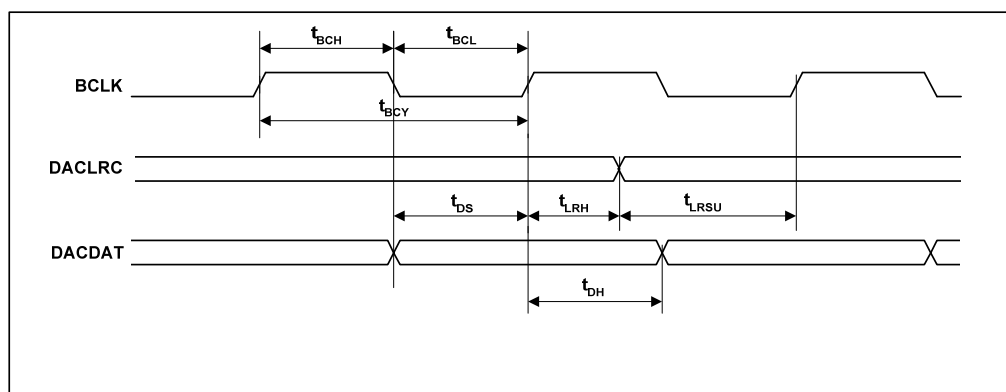 tBCH
tBCL
BCLK
tBCY
DACLRC
tDS
tLRH
tLRSU
DACDAT
tDH